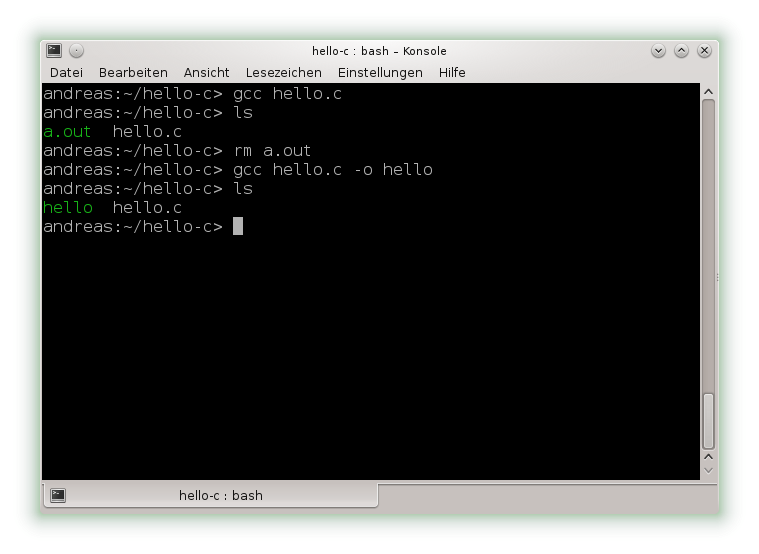 hello-c : bash – Konsole
Datei Bearbeiten Ansicht Lesezeichen Einstellungen Hilfe
andreas:~/hello-c> gcc hello.c
andreas:~/hello-c> ls
a.out  hello.c
andreas:~/hello-c> rm a.out
andreas:~/hello-c> gcc hello.c -o hello
andreas:~/hello-c> ls
hello  hello.c
andreas:~/hello-c>
hello-c : bash